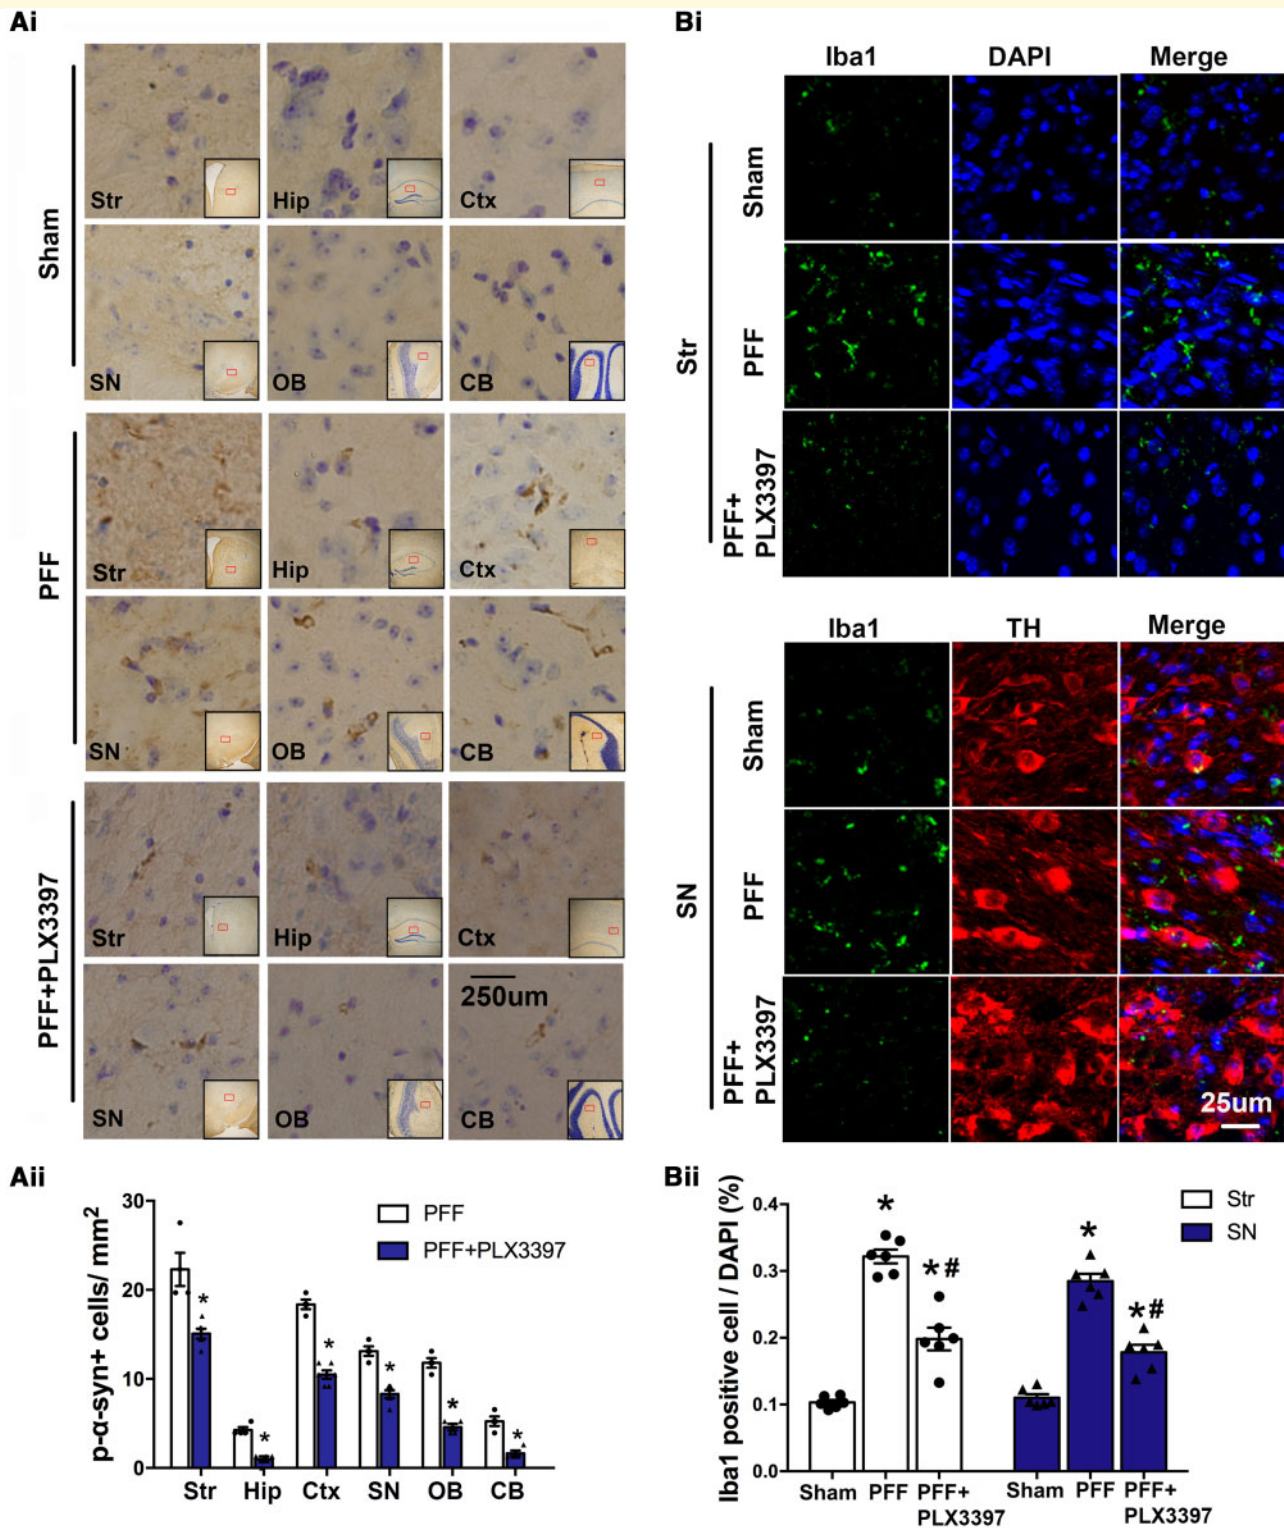 Ai
Sham
Str
Hip
Ctx
SN
OB
CB
PFF
Str
Hip
Ctx
SN
OB
CB
PFF+PLX3397
Str
Hip
Ctx
SN
OB
250um
CB
Bi
Iba1 DAPI Merge
Str
Sham
PFF
PFF+
PLX3397
Iba1 TH Merge
SN
Sham
PFF
PFF+
PLX3397
25um
Aii
p-α-syn+ cells/ mm2
30
20
10
0
PFF
PFF+PLX3397
* * * * * *
Str Hip Ctx SN OB CB
Bii
Iba1 positive cell / DAPI (%)
0.4
0.3
0.2
0.1
0.0
Str
SN
* *# * *#
Sham PFF PFF+ Sham PFF PFF+
PLX3397 PLX3397